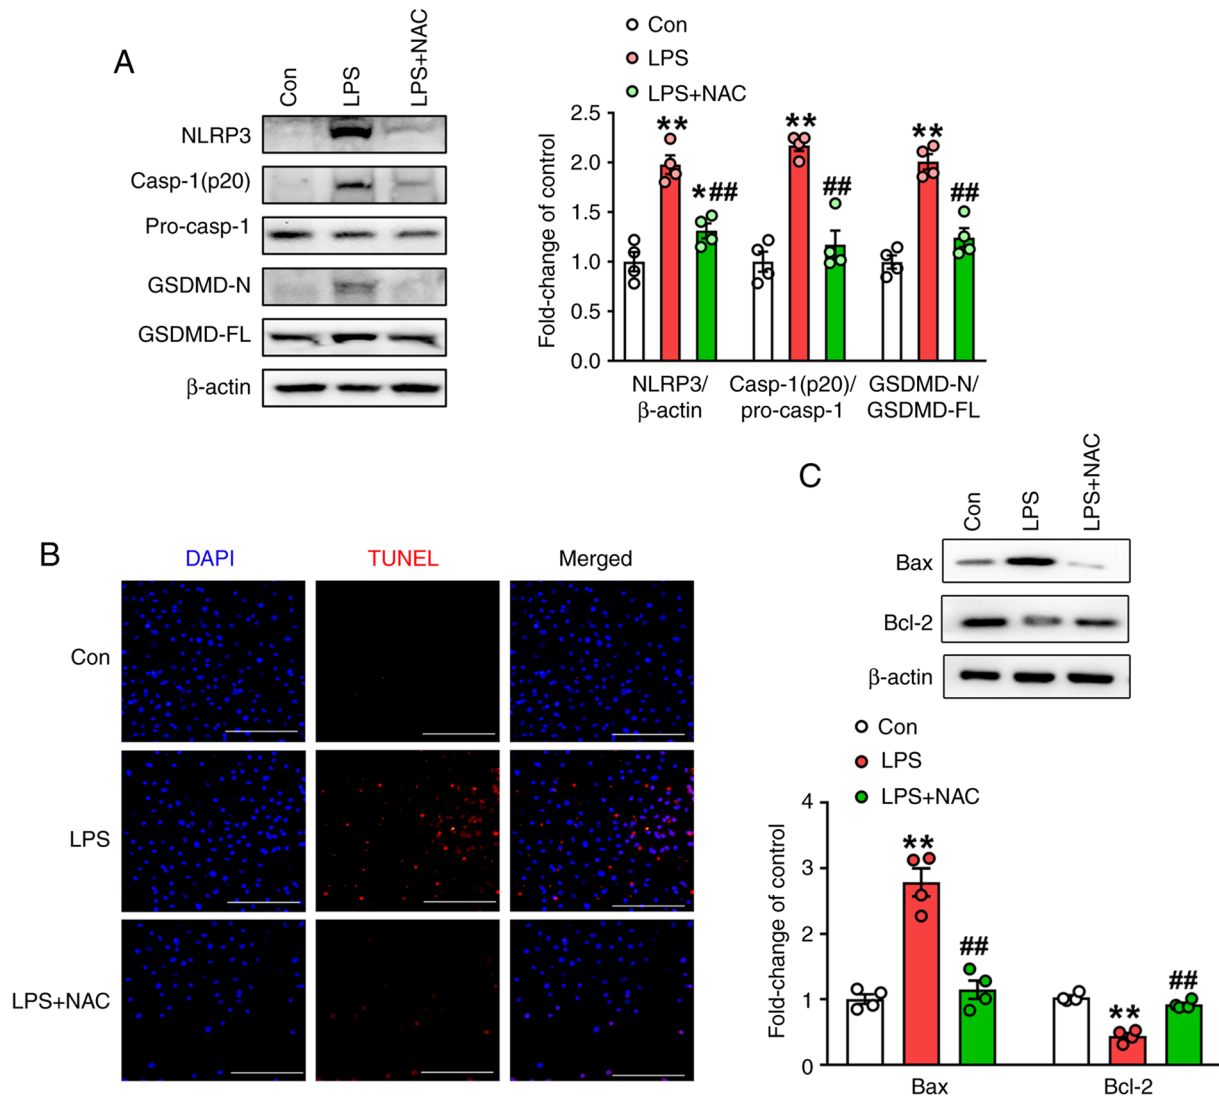 A
Con
LPS
LPS+NAC
NLRP3
Casp-1(p20)
Pro-casp-1
GSDMD-N
GSDMD-FL
β-actin
Con
LPS
LPS+NAC
Fold-change of control
2.5
2.0
1.5
1.0
0.5
0.0
**
*##
**
##
**
##
NLRP3/
β-actin
Casp-1(p20)/
pro-casp-1
GSDMD-N/
GSDMD-FL
B
DAPI
TUNEL
Merged
Con
LPS
LPS+NAC
C
Con
LPS
LPS+NAC
Bax
Bcl-2
β-actin
Con
LPS
LPS+NAC
Fold-change of control
4
3
2
1
0
**
##
**
##
Bax
Bcl-2